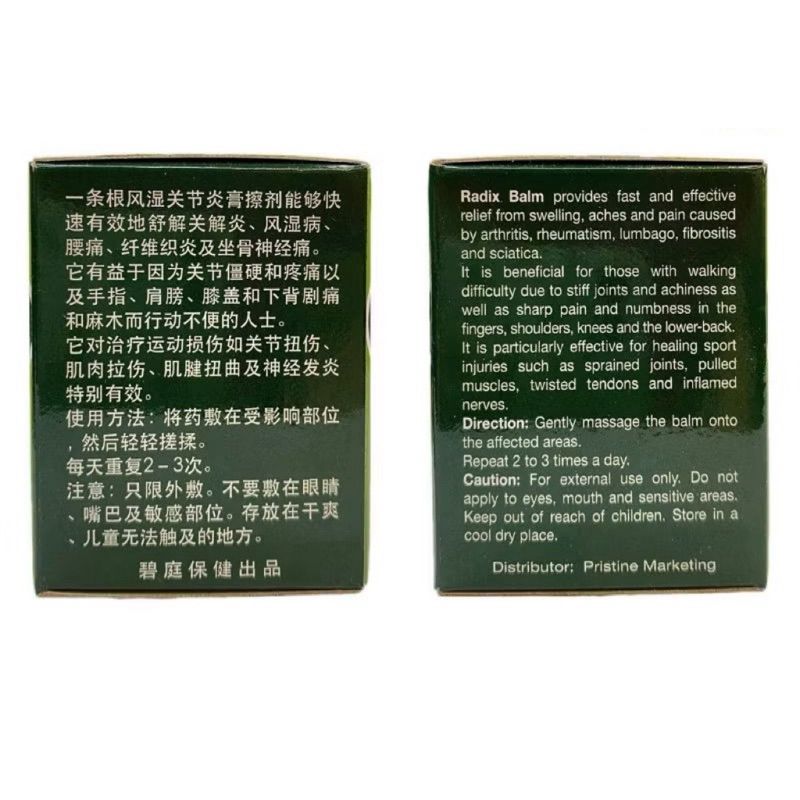 一条根风湿关节炎膏擦剂能够快
速有效地舒解关解炎、风湿病、
腰痛、纤维织炎及坐骨神经痛。
它有益于因为关节僵硬和疼痛以
及手指、肩膀、膝盖和下背剧痛
和麻木而行动不便的人士。
它对治疗运动损伤如关节扭伤、
肌肉拉伤、肌腱扭曲及神经发炎
特别有效。
使用方法：将药敷在受影响部位
，然后轻轻搓揉。
每天重复2－3次。
注意：只限外敷。不要敷在眼睛
、嘴巴及敏感部位。存放在干爽
、儿童无法触及的地方。
碧庭保健出品
Radix Balm provides fast and effective
relief from swelling, aches and pain caused
by arthritis, rheumatism, lumbago, fibrositis
and sciatica.
It is beneficial for those with walking
difficulty due to stiff joints and achiness as
well as sharp pain and numbness in the
fingers, shoulders, knees and the lower-back.
It is particularly effective for healing sport
injuries such as sprained joints, pulled
muscles, twisted tendons and inflamed
nerves.
Direction: Gently massage the balm onto
the affected areas.
Repeat 2 to 3 times a day.
Caution: For external use only. Do not
apply to eyes, mouth and sensitive areas.
Keep out of reach of children. Store in a
cool dry place.
Distributor: Pristine Marketing